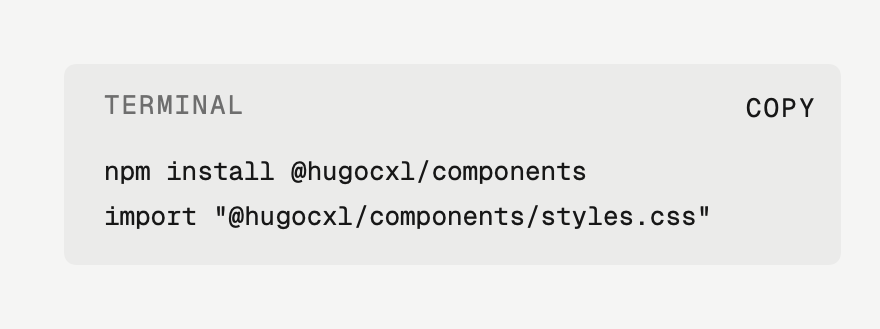 TERMINAL
COPY
npm install @hugocxl/components
import "@hugocxl/components/styles.css"